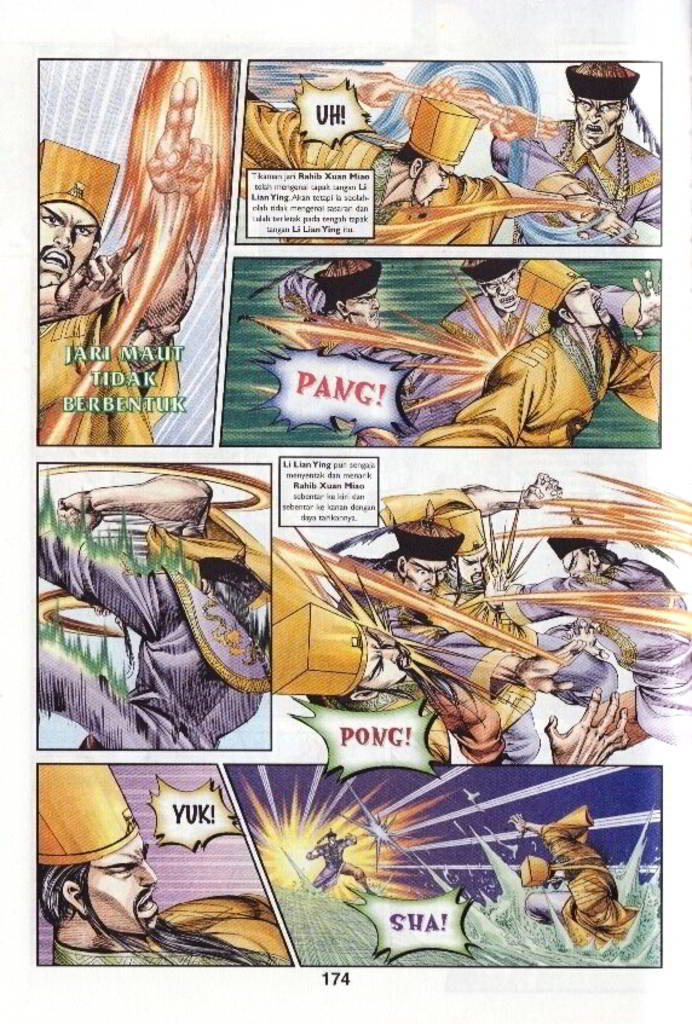 JARI MAUT
TIDAK
BERBENTUK
UH!
Tikaman jari Rahib Xuan Miao
telah mengenai tapak tangan Li
Lian Ying. Akan tetapi ia seolah-
olah tidak mengenai sasaran dan
ialah terletak pada tengah tapak
tangan Li Lian Ying itu.
PANG!
Li Lian Ying pun sengaja
menyentak dan menarik
Rahib Xuan Miao
sebentar ke kiri dan
sebentar ke kanan dengan
daya tarikannya.
PONG!
YUK!
SHA!
174